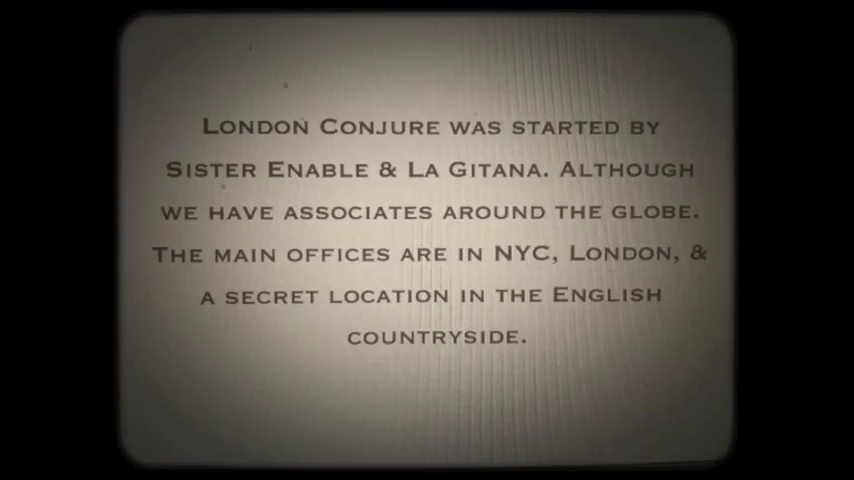 London Conjure was started by
Sister Enable & La Gitana. Although
we have associates around the globe.
The main offices are in NYC, London, &
a secret location in the English
countryside.